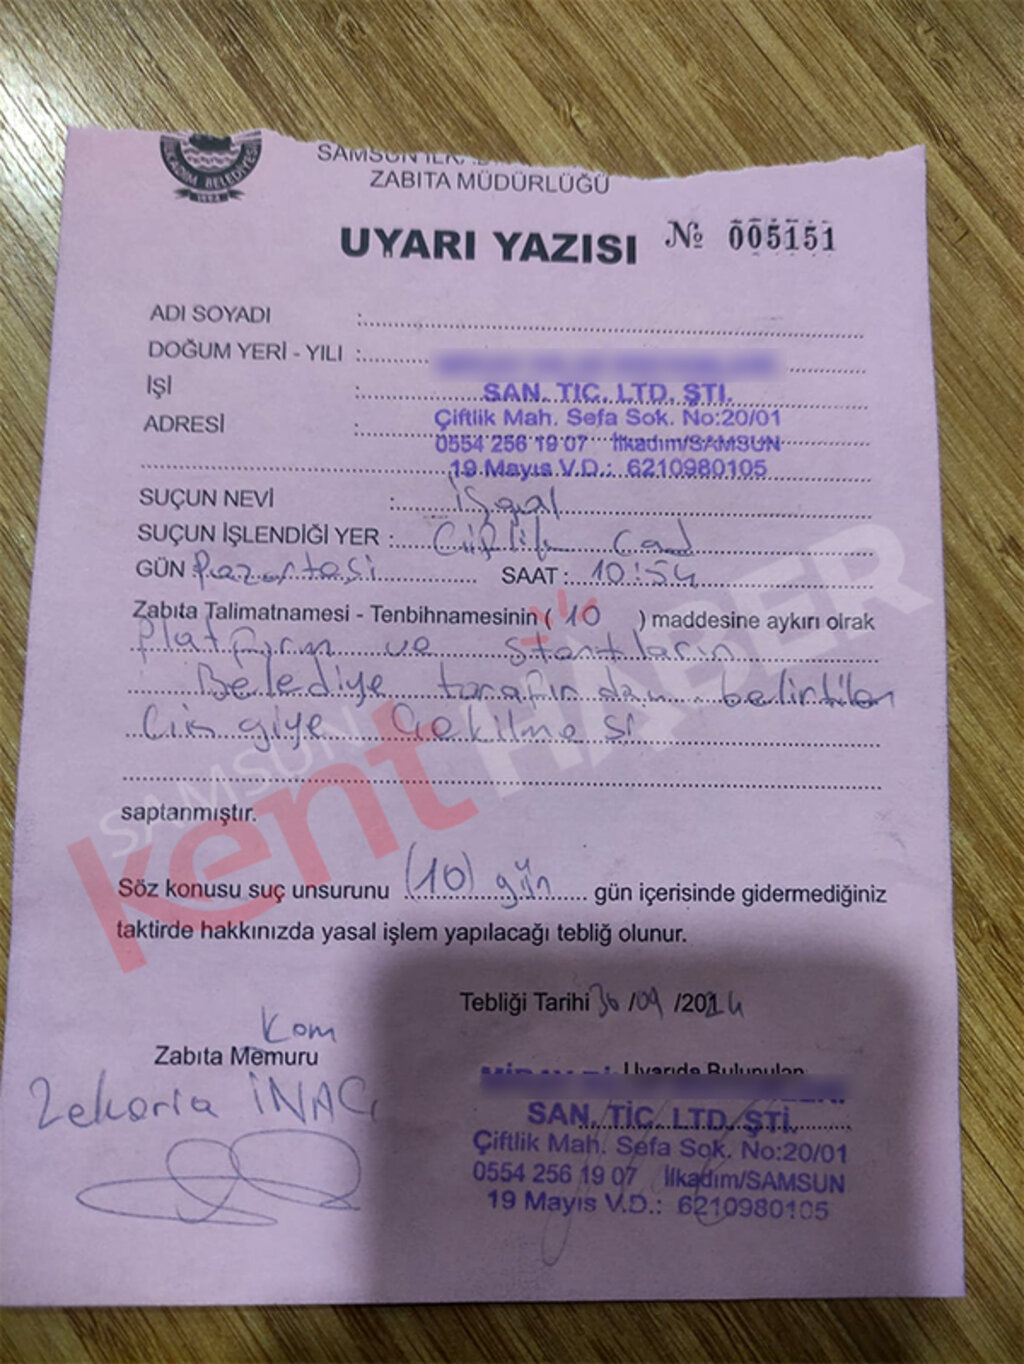 İLKADIM BELEDİYESİ
SAMSUN
ZABITA MÜDÜRLÜĞÜ
UYARI YAZISI № 005151
ADI SOYADI :
DOĞUM YERİ - YILI :
İŞİ :
SAN. TİC. LTD. ŞTİ.
ADRESİ :
Çiftlik Mah. Sefa Sok. No:20/01
0554 256 19 07 İlkadım/SAMSUN
19 Mayıs V.D.: 6210980105
SUÇUN NEVİ : İşgal
SUÇUN İŞLENDİĞİ YER : Çiftlik Cad
GÜN Pazartesi SAAT : 10:54
Zabıta Talimatnamesi - Tenbihnamesinin ( 10 ) maddesine aykırı olrak
Platform ve stantların
Belediye tarafından belirtilen
Çizgiye Çekilmesi
saptanmıştır.
Söz konusu suç unsurunu (10) gün gün içerisinde gidermediğiniz
taktirde hakkınızda yasal işlem yapılacağı tebliğ olunur.
Tebliği Tarihi 30/09/2024
Kom
Zabıta Memuru
Zekeria İNACI
Uyarıda Bulunulan
SAN. TİC. LTD. ŞTİ.
Çiftlik Mah. Sefa Sok. No:20/01
0554 256 19 07 İlkadım/SAMSUN
19 Mayıs V.D.: 6210980105
SAMSUN
kent HABER